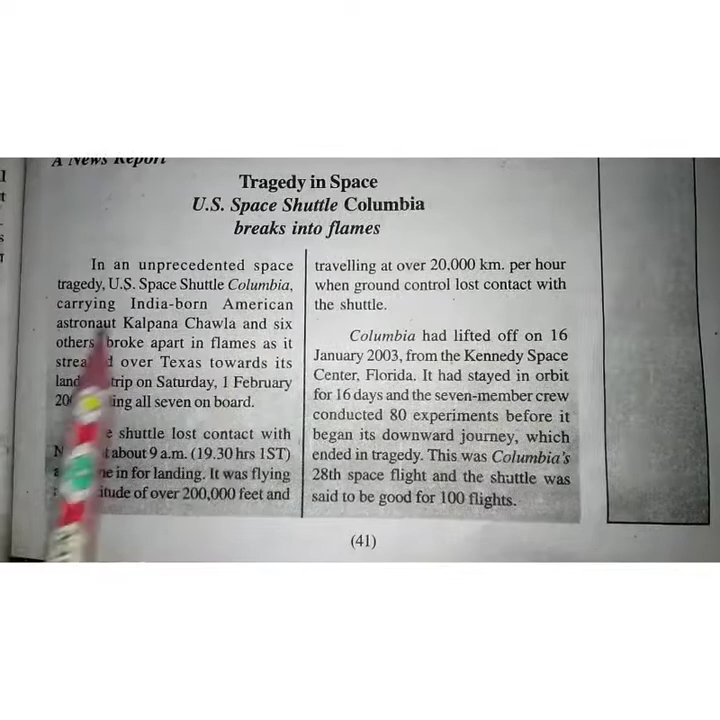 A News Report
Tragedy in Space
U.S. Space Shuttle Columbia
breaks into flames
In an unprecedented space
tragedy, U.S. Space Shuttle Columbia,
carrying India-born American
astronaut Kalpana Chawla and six
others broke apart in flames as it
over Texas towards its
trip on Saturday, 1 February
all seven on board.
shuttle lost contact with
about 9 a.m. (19.30 hrs 1ST)
in for landing. It was flying
of over 200,000 feet and
travelling at over 20,000 km. per hour
when ground control lost contact with
the shuttle.
Columbia had lifted off on 16
January 2003, from the Kennedy Space
Center, Florida. It had stayed in orbit
for 16 days and the seven-member crew
conducted 80 experiments before it
began its downward journey, which
ended in tragedy. This was Columbia's
28th space flight and the shuttle was
said to be good for 100 flights.
(41)